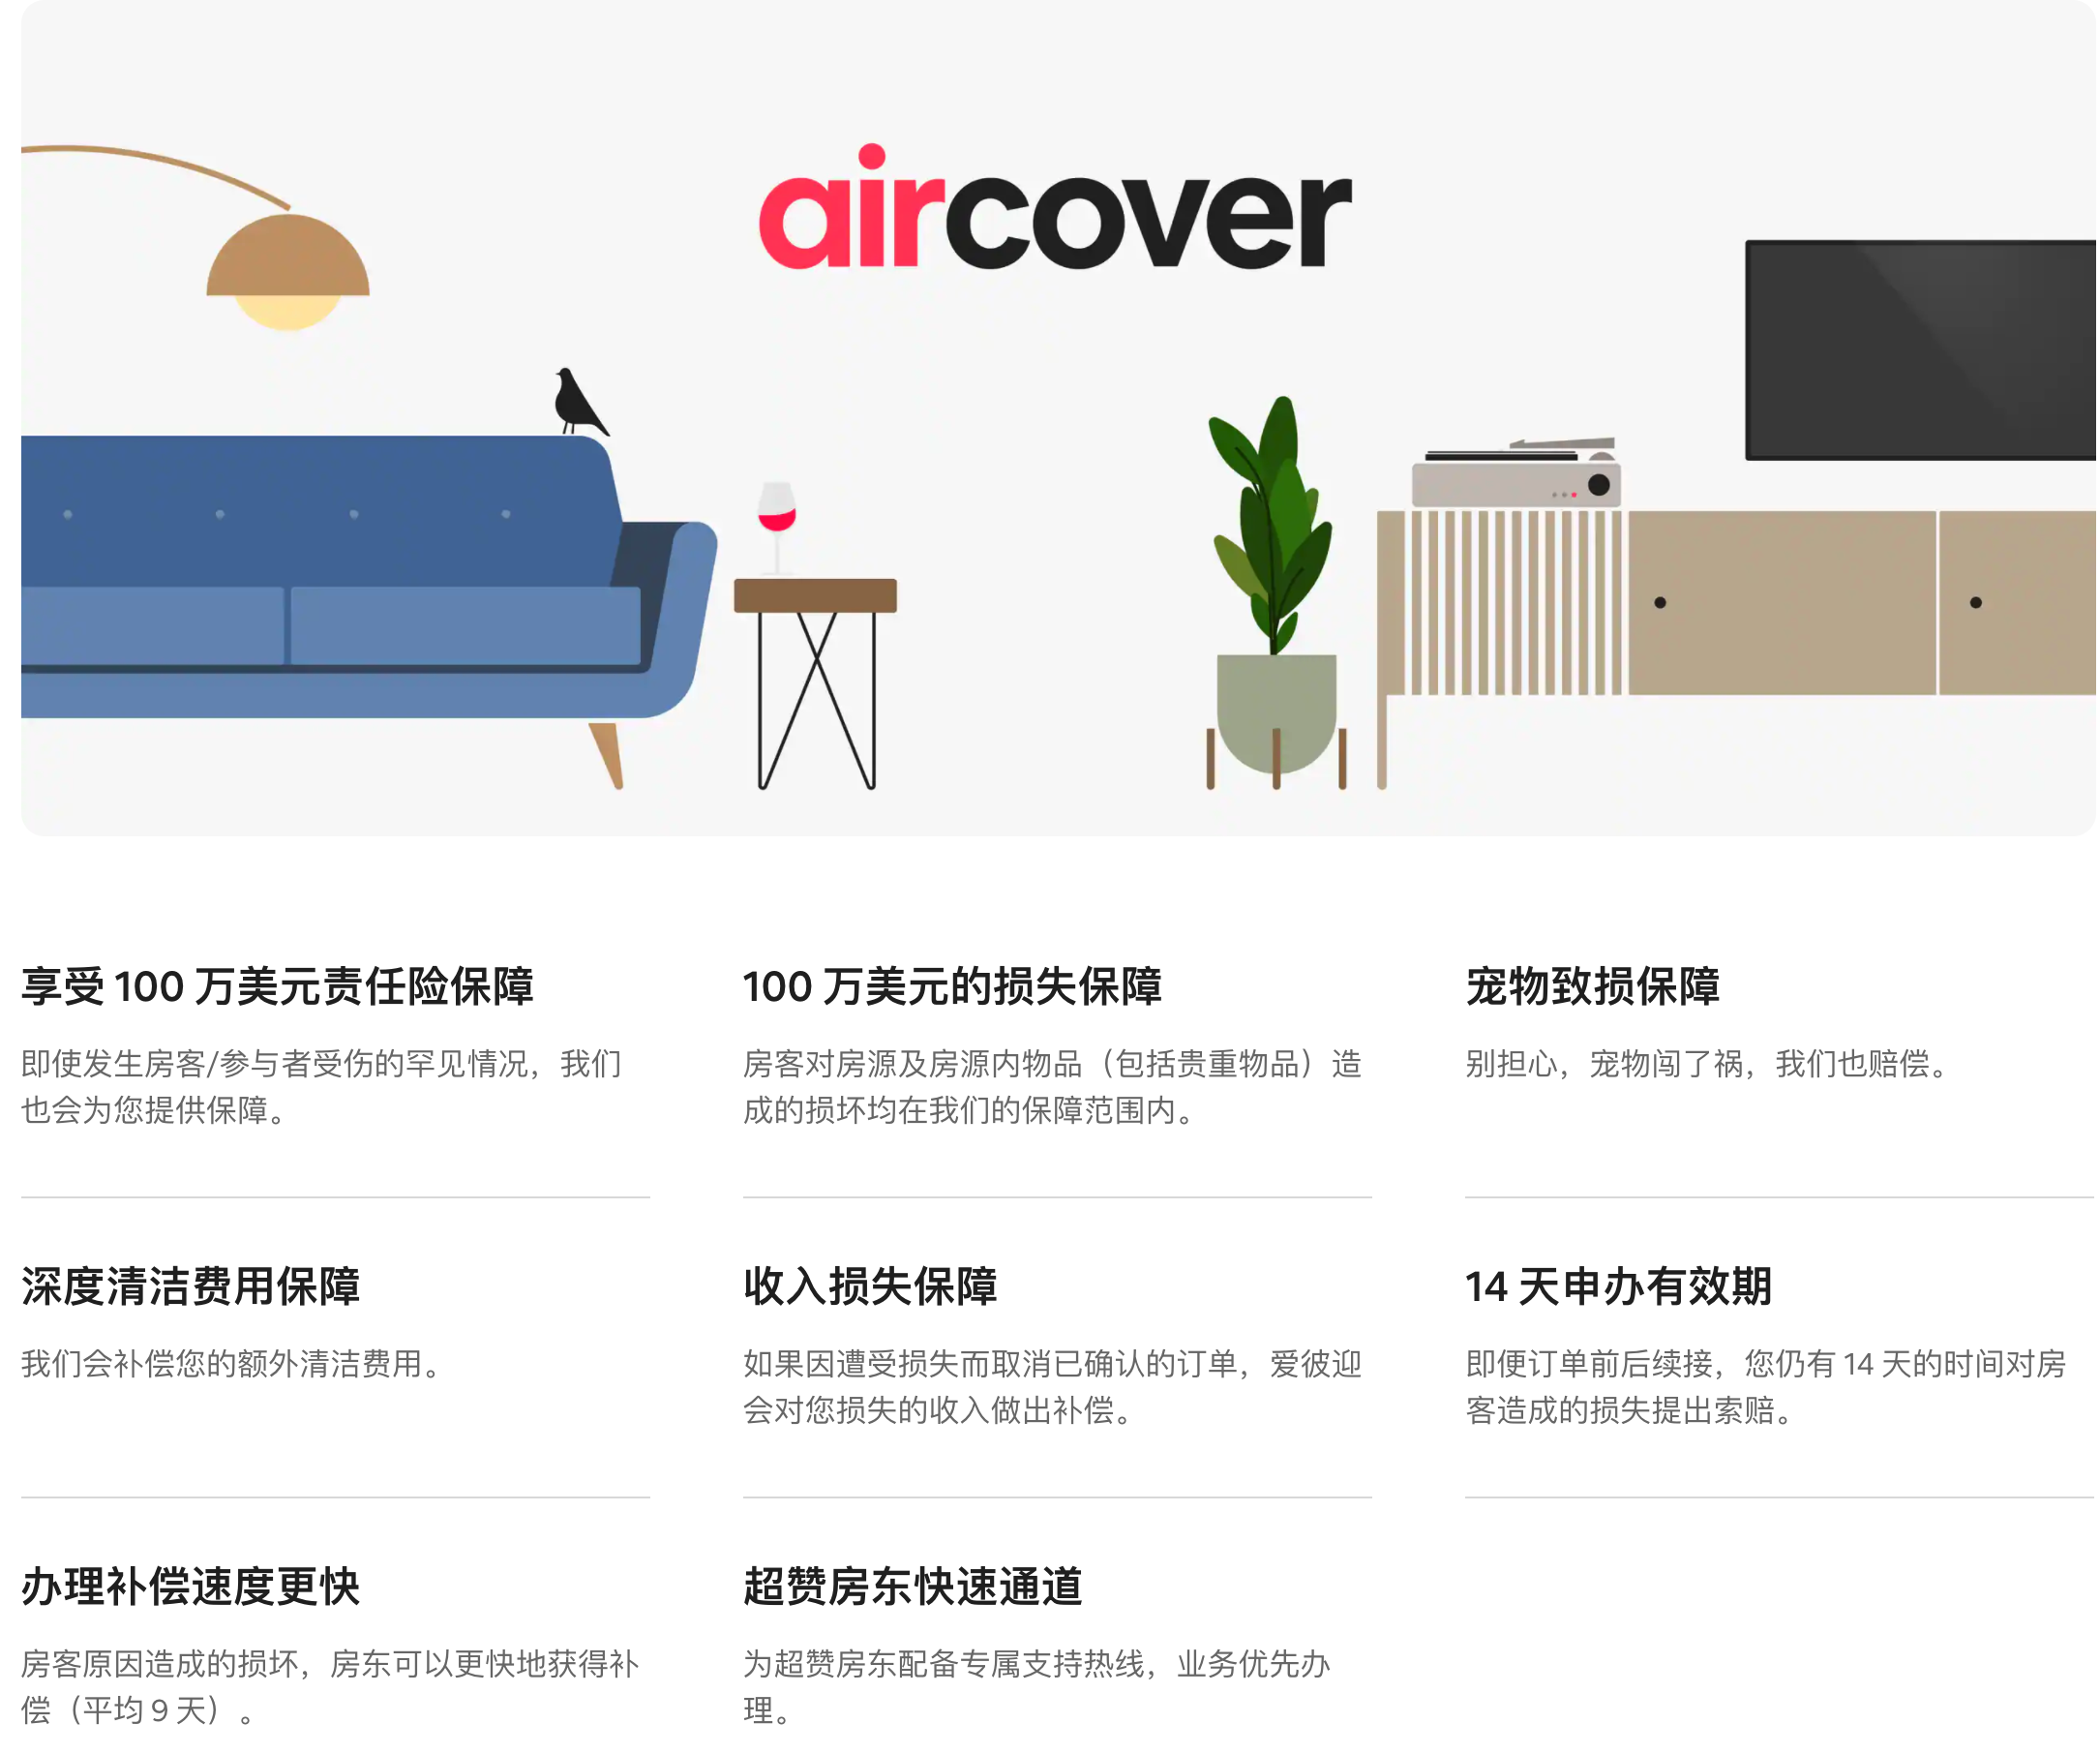 aircover
享受 100 万美元责任险保障
即使发生房客/参与者受伤的罕见情况，我们
也会为您提供保障。
100 万美元的损失保障
房客对房源及房源内物品（包括贵重物品）造
成的损坏均在我们的保障范围内。
宠物致损保障
别担心，宠物闯了祸，我们也赔偿。
深度清洁费用保障
我们会补偿您的额外清洁费用。
收入损失保障
如果因遭受损失而取消已确认的订单，爱彼迎
会对您损失的收入做出补偿。
14 天申办有效期
即便订单前后续接，您仍有 14 天的时间对房
客造成的损失提出索赔。
办理补偿速度更快
房客原因造成的损坏，房东可以更快地获得补
偿（平均 9 天）。
超赞房东快速通道
为超赞房东配备专属支持热线，业务优先办
理。